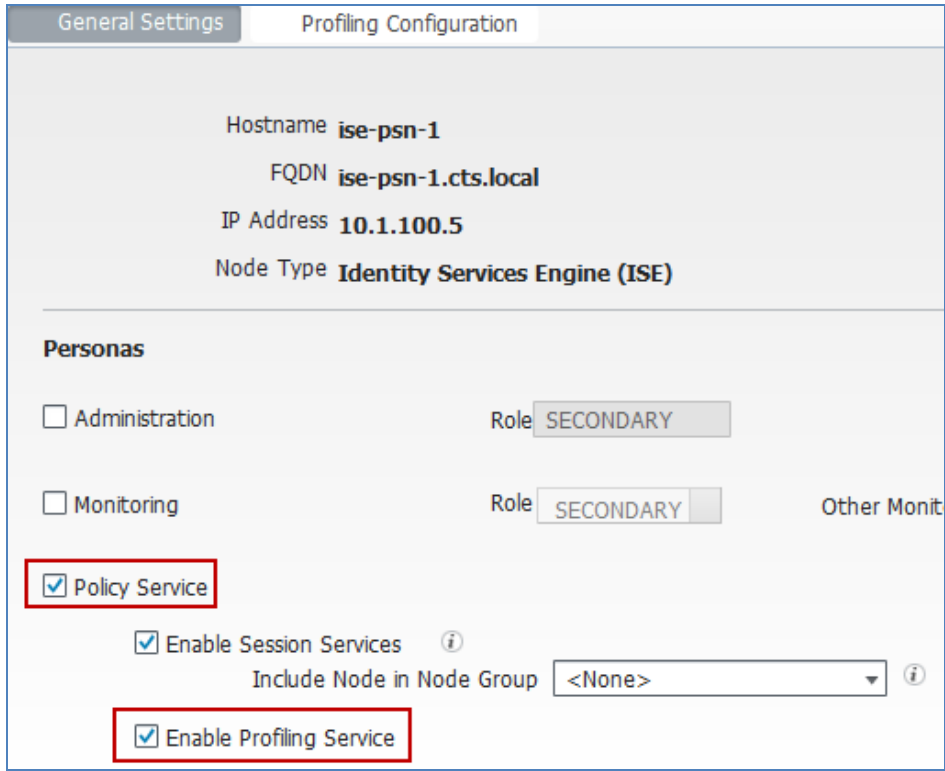 General Settings Profiling Configuration
Hostname ise-psn-1
FQDN ise-psn-1.cts.local
IP Address 10.1.100.5
Node Type Identity Services Engine (ISE)
Personas
Administration Role SECONDARY
Monitoring Role SECONDARY Other Monit
Policy Service
Enable Session Services i
Include Node in Node Group <None> i
Enable Profiling Service